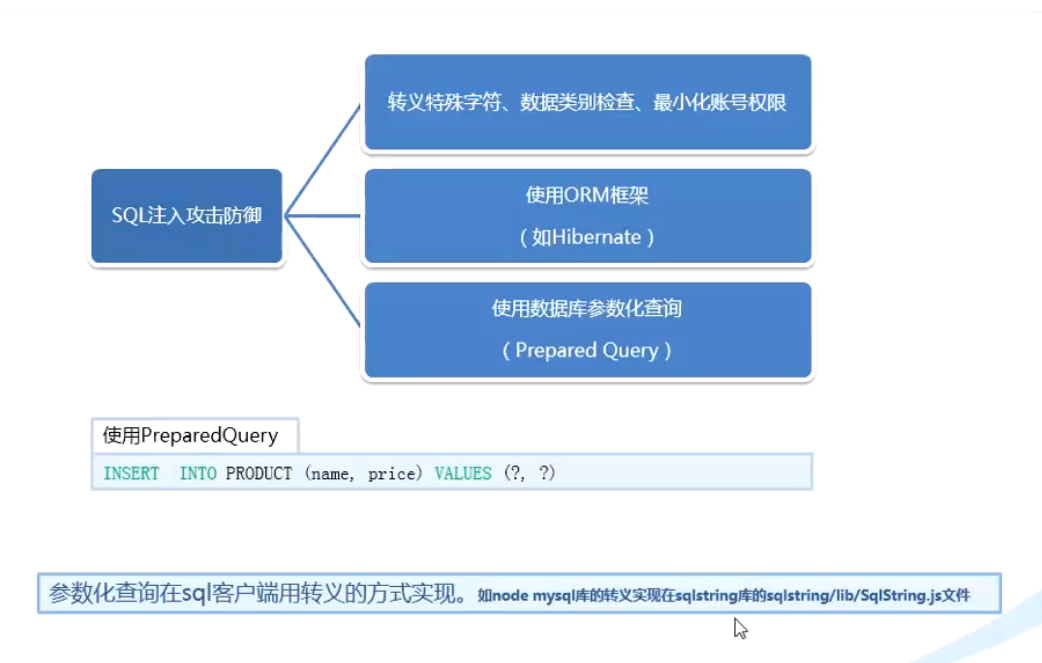 转义特殊字符、数据类别检查、最小化账号权限
SQL注入攻击防御
使用ORM框架
(如Hibernate)
使用数据库参数化查询
(Prepared Query)
使用PreparedQuery
INSERT INTO PRODUCT (name, price) VALUES (?, ?)
参数化查询在sql客户端用转义的方式实现。如node mysql库的转义实现在sqlstring库的sqlstring/lib/SqlString.js文件